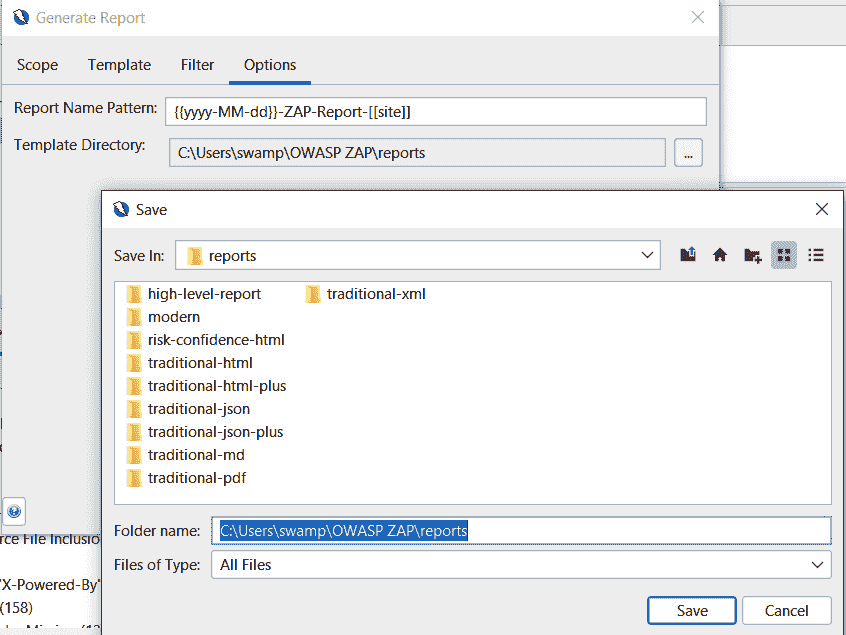 Generate Report
Scope Template Filter Options
Report Name Pattern: {{yyyy-MM-dd}}-ZAP-Report-[[site]]
Template Directory: C:\Users\swamp\OWASP ZAP\reports ...
Save
Save In: reports
high-level-report traditional-xml
modern
risk-confidence-html
traditional-html
traditional-html-plus
traditional-json
traditional-json-plus
traditional-md
traditional-pdf
Folder name: C:\Users\swamp\OWASP ZAP\reports
rce File Inclusio
Files of Type: All Files
"X-Powered-By"
(158)
Save Cancel